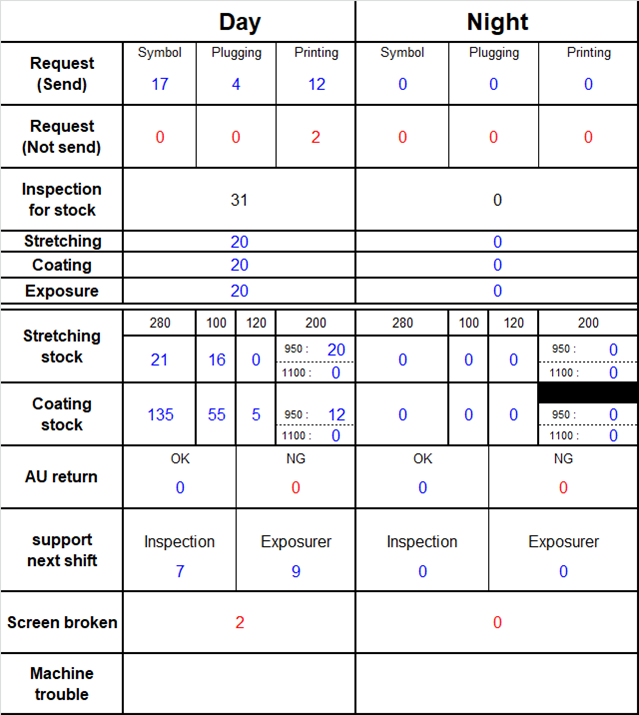 Day Night
Request (Send) Symbol Plugging Printing Symbol Plugging Printing
17 4 12 0 0 0
Request (Not send) 0 0 2 0 0 0
Inspection for stock 31 0
Stretching 20 0
Coating 20 0
Exposure 20 0
Stretching stock 280 100 120 200 280 100 120 200
21 16 0 950 : 20 0 0 0 950 : 0
1100 : 0 1100 : 0
Coating stock 135 55 5 950 : 12 0 0 0 950 : 0
1100 : 0 1100 : 0
AU return OK NG OK NG
0 0 0 0
support next shift Inspection Exposurer Inspection Exposurer
7 9 0 0
Screen broken 2 0
Machine trouble